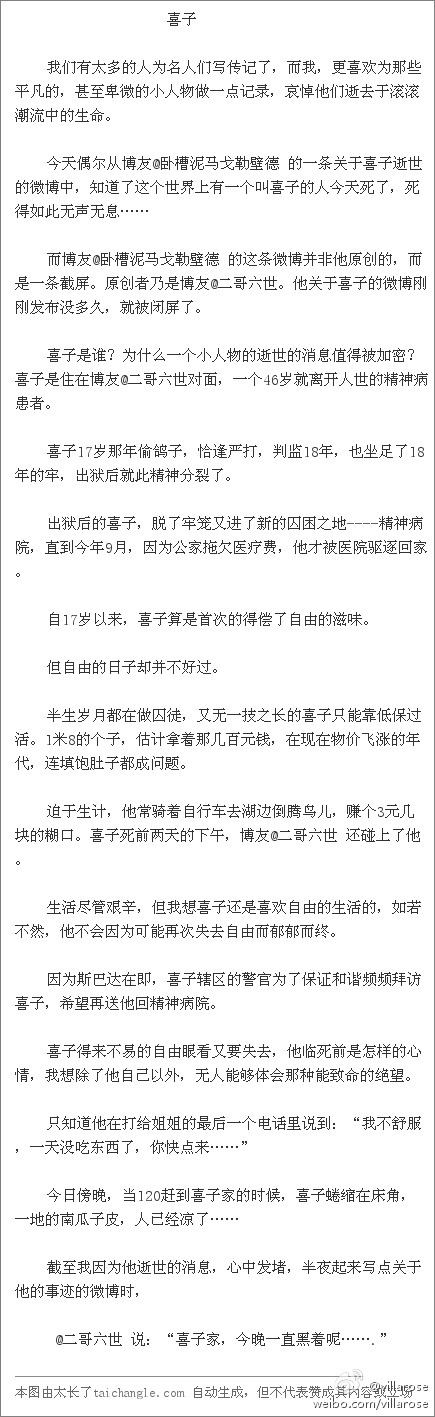 喜子
我们有太多的人为名人们写传记了，而我，更喜欢为那些
平凡的，甚至卑微的小人物做一点记录，哀悼他们逝去于滚滚
潮流中的生命。
今天偶尔从博友@卧槽泥马戈勒壁德 的一条关于喜子逝世
的微博中，知道了这个世界上有一个叫喜子的人今天死了，死
得如此无声无息……
而博友@卧槽泥马戈勒壁德 的这条微博并非他原创的，而
是一条截屏。原创者乃是博友@二哥六世。他关于喜子的微博刚
刚发布没多久，就被闭屏了。
喜子是谁？为什么一个小人物的逝世的消息值得被加密？
喜子是住在博友@二哥六世对面，一个46岁就离开人世的精神病
患者。
喜子17岁那年偷鸽子，恰逢严打，判监18年，也坐足了18
年的牢，出狱后就此精神分裂了。
出狱后的喜子，脱了牢笼又进了新的囚困之地----精神病
院，直到今年9月，因为公家拖欠医疗费，他才被医院驱逐回家
。
自17岁以来，喜子算是首次的得偿了自由的滋味。
但自由的日子却并不好过。
半生岁月都在做囚徒，又无一技之长的喜子只能靠低保过
活。1米8的个子，估计拿着那几百元钱，在现在物价飞涨的年
代，连填饱肚子都成问题。
迫于生计，他常骑着自行车去湖边倒腾鸟儿，赚个3元几
块的糊口。喜子死前两天的下午，博友@二哥六世 还碰上了他
。
生活尽管艰辛，但我想喜子还是喜欢自由的生活的，如若
不然，他不会因为可能再次失去自由而郁郁而终。
因为斯巴达在即，喜子辖区的警官为了保证和谐频频拜访
喜子，希望再送他回精神病院。
喜子得来不易的自由眼看又要失去，他临死前是怎样的心
情，我想除了他自己以外，无人能够体会那种能致命的绝望。
只知道他在打给姐姐的最后一个电话里说到：“我不舒服
，一天没吃东西了，你快点来……”
今日傍晚，当120赶到喜子家的时候，喜子蜷缩在床角，
一地的南瓜子皮，人已经凉了……
截至我因为他逝世的消息，心中发堵，半夜起来写点关于
他的事迹的微博时，
@二哥六世 说：“喜子家，今晚一直黑着呢…….”
本图由太长了taichangle.com 自动生成，但不代表赞成其内容或立场
@villarose
weibo.com/villarose